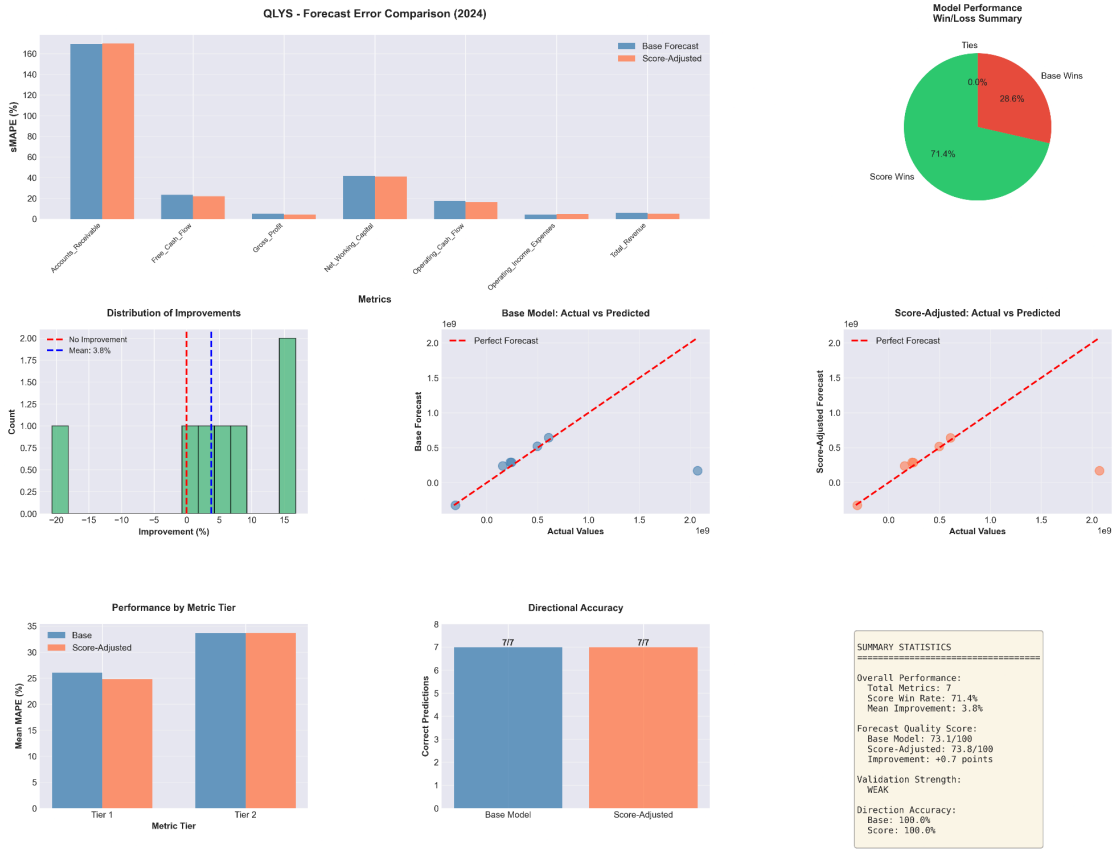 QLYS - Forecast Error Comparison (2024)
sMAPE (%)
160
140
120
100
80
60
40
20
0
Base Forecast
Score-Adjusted
Accounts_Receivable
Free_Cash_Flow
Gross_Profit
Net_Working_Capital
Operating_Cash_Flow
Operating_Income_Expenses
Total_Revenue
Metrics
Model Performance
Win/Loss Summary
Ties
0.0%
Base Wins
28.6%
71.4%
Score Wins
Distribution of Improvements
Count
2.00
1.75
1.50
1.25
1.00
0.75
0.50
0.25
0.00
No Improvement
Mean: 3.8%
−20 −15 −10 −5 0 5 10 15
Improvement (%)
Base Model: Actual vs Predicted
1e9
Perfect Forecast
Base Forecast
2.0
1.5
1.0
0.5
0.0
0.0 0.5 1.0 1.5 2.0
1e9
Actual Values
Score-Adjusted: Actual vs Predicted
1e9
Perfect Forecast
Score-Adjusted Forecast
2.0
1.5
1.0
0.5
0.0
0.0 0.5 1.0 1.5 2.0
1e9
Actual Values
Performance by Metric Tier
Mean MAPE (%)
35
30
25
20
15
10
5
0
Base
Score-Adjusted
Tier 1 Tier 2
Metric Tier
Directional Accuracy
Correct Predictions
8
7
6
5
4
3
2
1
0
7/7 7/7
Base Model Score-Adjusted
SUMMARY STATISTICS
===================================
Overall Performance:
Total Metrics: 7
Score Win Rate: 71.4%
Mean Improvement: 3.8%
Forecast Quality Score:
Base Model: 73.1/100
Score-Adjusted: 73.8/100
Improvement: +0.7 points
Validation Strength:
WEAK
Direction Accuracy:
Base: 100.0%
Score: 100.0%